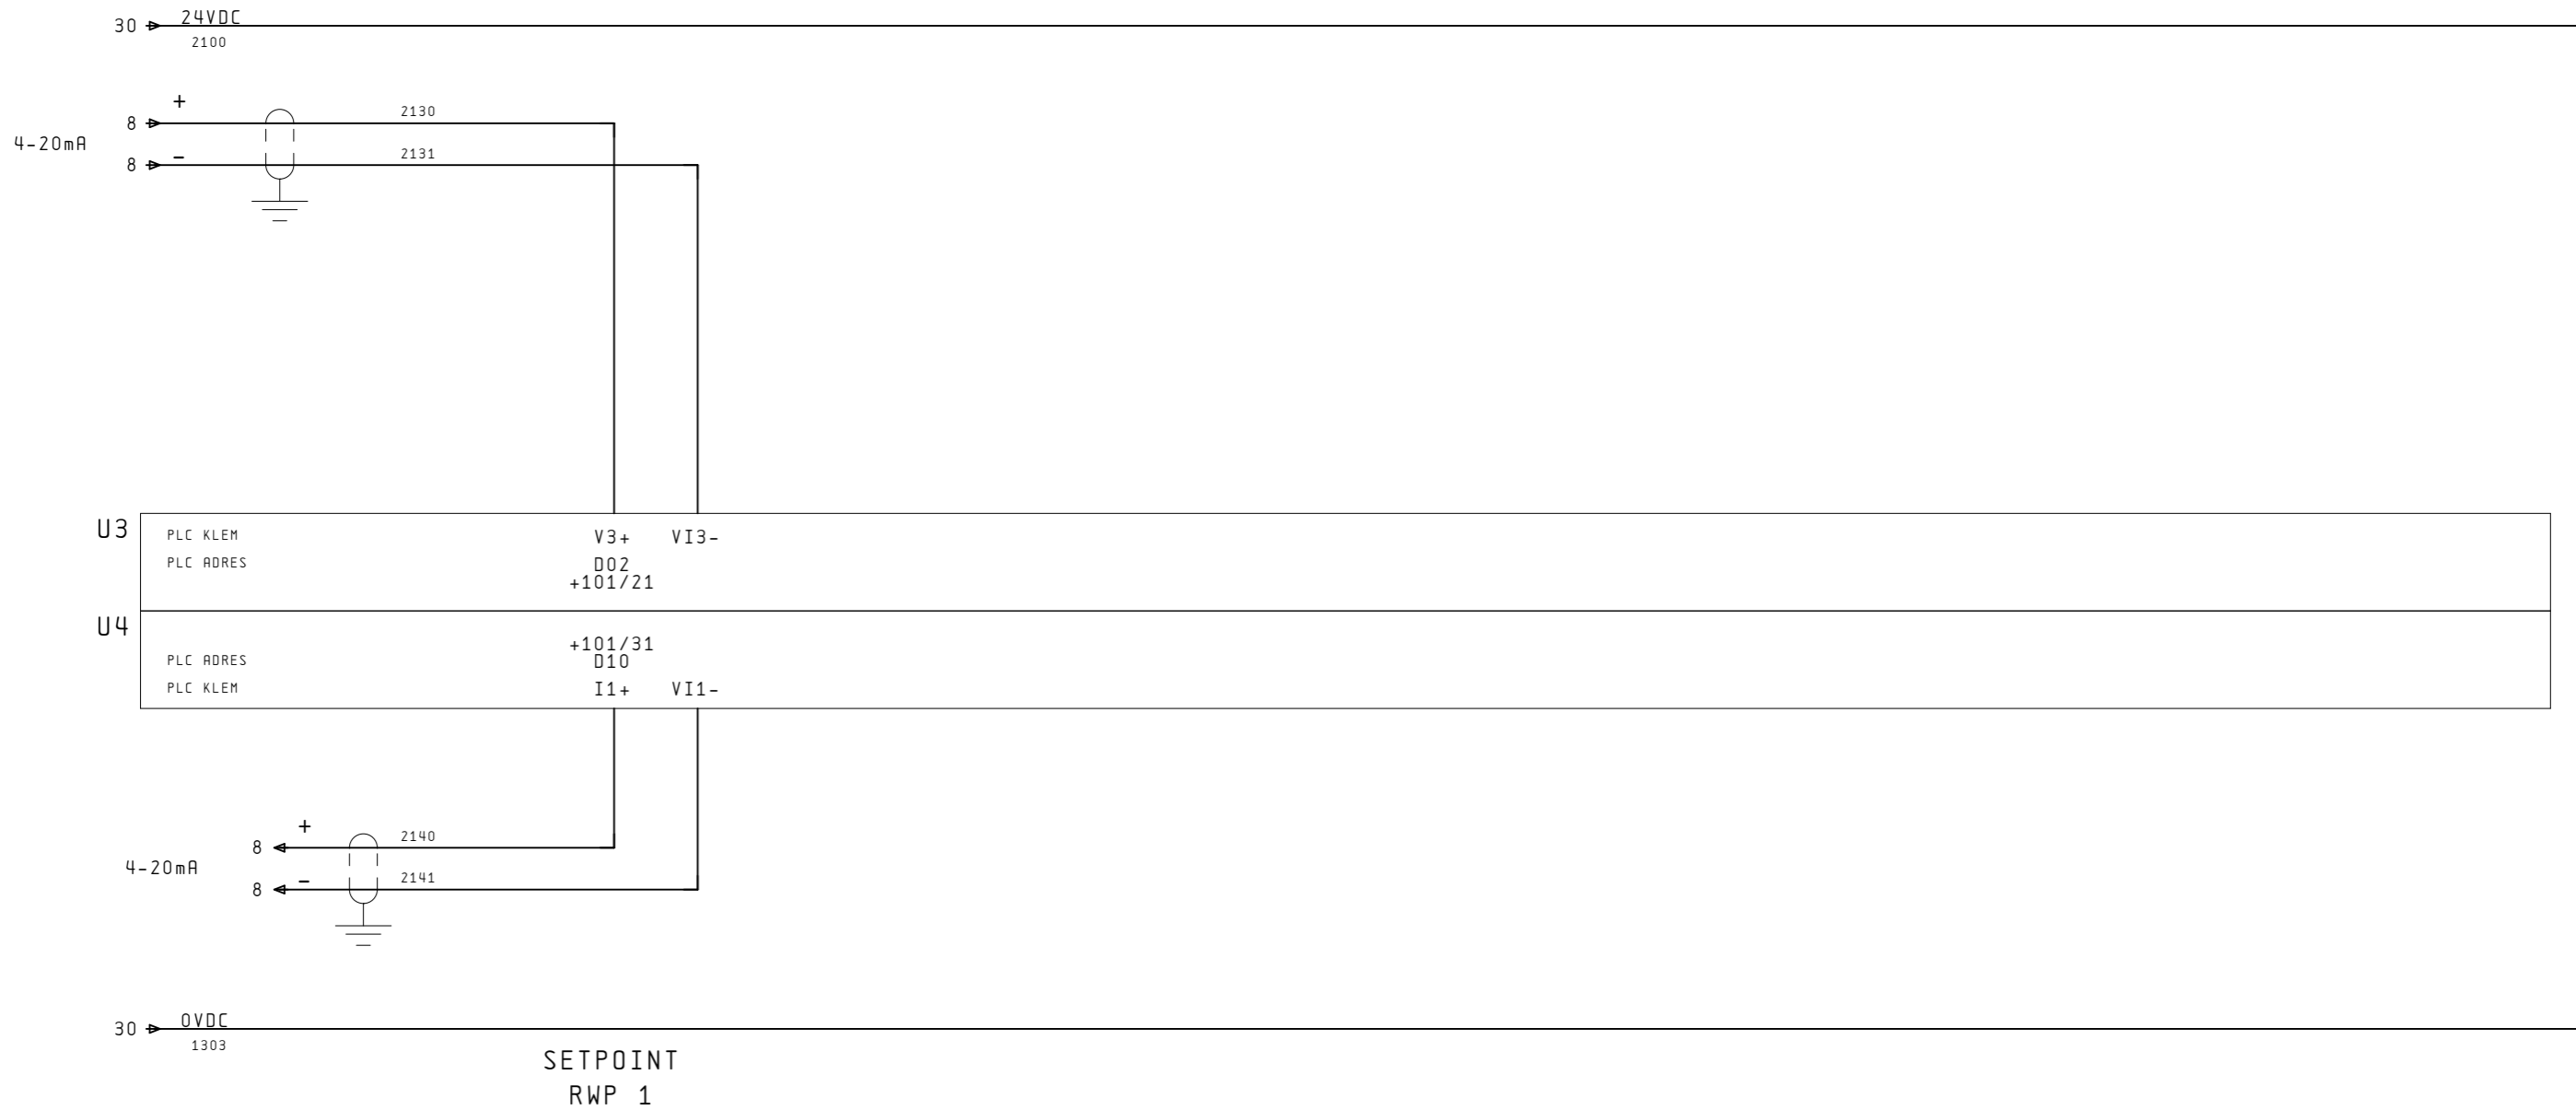 30 24VDC
2100
+
8 2130
4-20mA
8 - 2131
U3
PLC KLEM V3+ VI3-
PLC ADRES D02
+101/21
U4
+101/31
PLC ADRES D10
PLC KLEM I1+ VI1-
+
8 2140
4-20mA
8 - 2141
30 0VDC
1303
SETPOINT
RWP 1